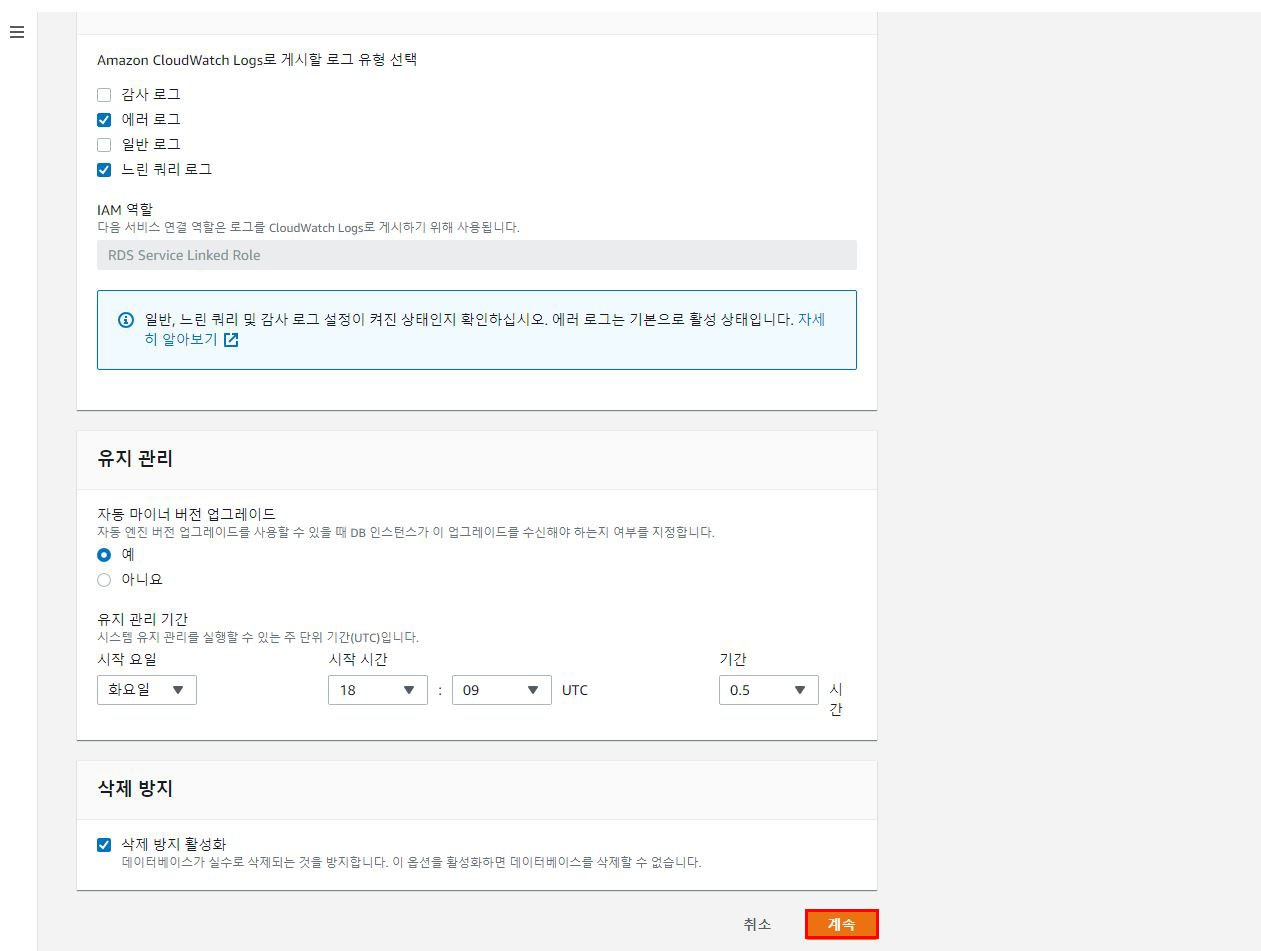 Amazon CloudWatch Logs로 게시할 로그 유형 선택
감사 로그
에러 로그
일반 로그
느린 쿼리 로그
IAM 역할
다음 서비스 연결 역할은 로그를 CloudWatch Logs로 게시하기 위해 사용됩니다.
RDS Service Linked Role
일반, 느린 쿼리 및 감사 로그 설정이 켜진 상태인지 확인하십시오. 에러 로그는 기본으로 활성 상태입니다. 자세
히 알아보기
유지 관리
자동 마이너 버전 업그레이드
자동 엔진 버전 업그레이드를 사용할 수 있을 때 DB 인스턴스가 이 업그레이드를 수신해야 하는지 여부를 지정합니다.
예
아니요
유지 관리 기간
시스템 유지 관리를 실행할 수 있는 주 단위 기간(UTC)입니다.
시작 요일 시작 시간 기간
화요일 18 : 09 UTC 0.5 시
간
삭제 방지
삭제 방지 활성화
데이터베이스가 실수로 삭제되는 것을 방지합니다. 이 옵션을 활성화하면 데이터베이스를 삭제할 수 없습니다.
취소 계속